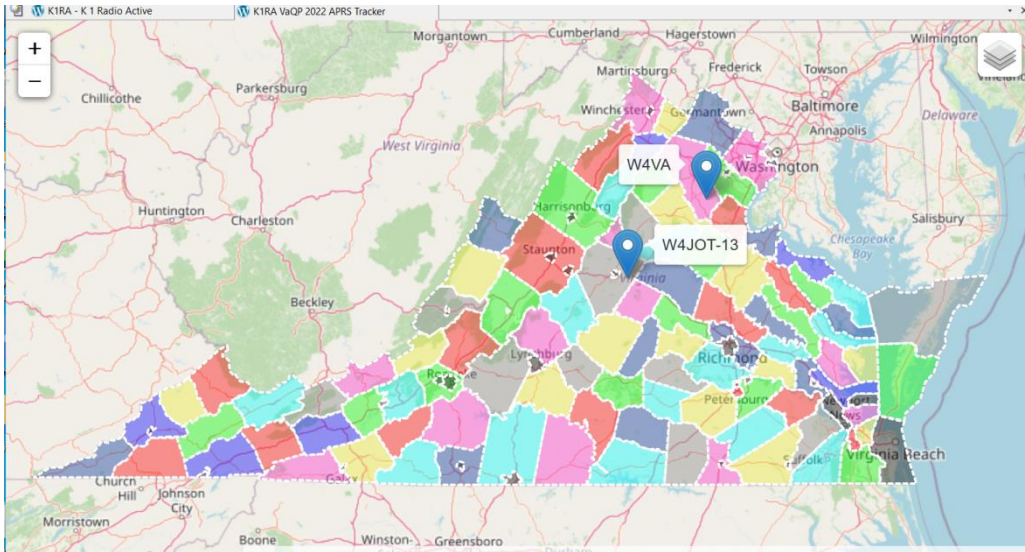 K1RA - K 1 Radio Active
K1RA VaQP 2022 APRS Tracker
+
−
Morgantown
Cumberland
Hagerstown
Wilmington
Parkersburg
Martinsburg
Frederick
Towson
Chillicothe
Winchester
Germantown
Baltimore
Annapolis
Delaware
West Virginia
W4VA
Washington
Huntington
Charleston
Harrisonburg
Salisbury
Staunton
W4JOT-13
Chesapeake
Bay
Virginia
Beckley
Lynchburg
Richmond
Roanoke
Petersburg
Newport
News
Suffolk
Virginia Beach
Church
Hill
Johnson
City
Galax
Morristown
Boone
Winston-
Greensboro
Durham